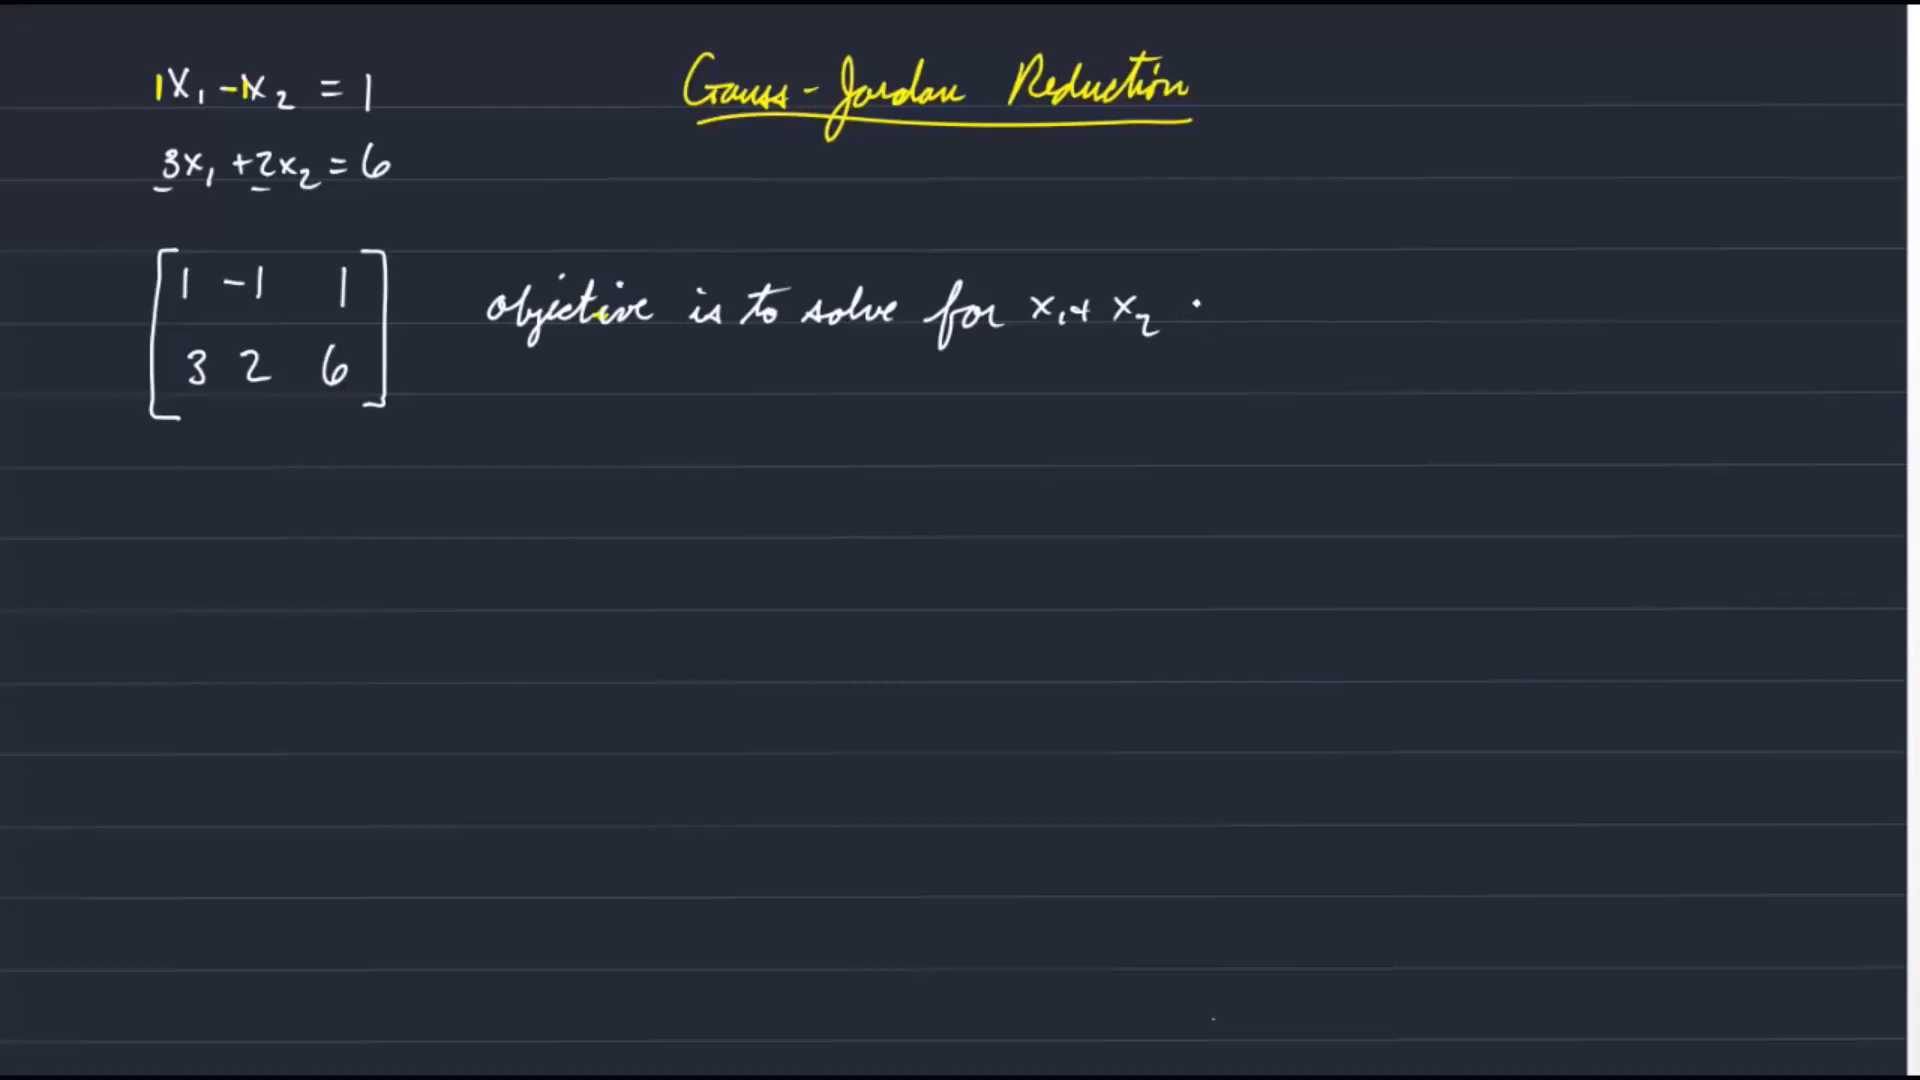 Gauss-Jordan Reduction
1x₁ -1x₂ = 1
3x₁ +2x₂ = 6
1 -1 1
3 2 6
objective is to solve for x₁ + x₂ .